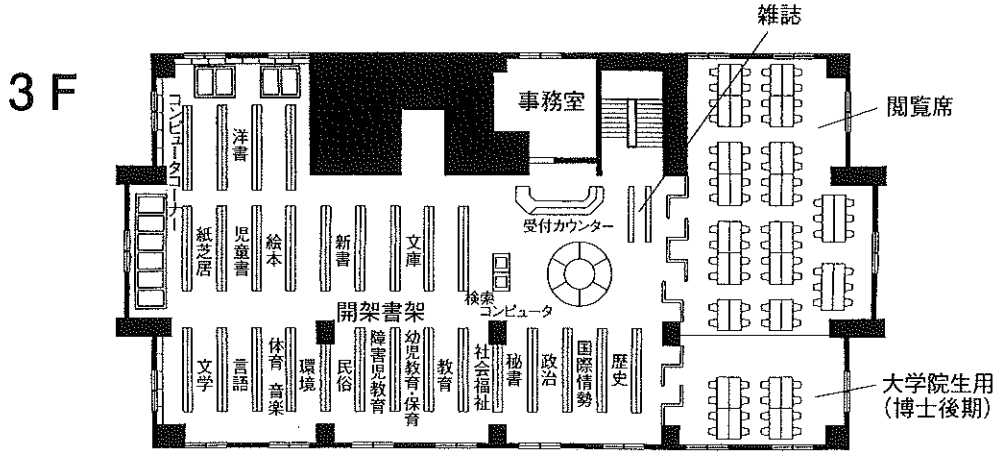 3F
雑誌
事務室
閲覧席
コンピュータコーナー
洋書
受付カウンター
紙芝居
児童書
絵本
新書
文庫
検索
コンピュータ
開架書架
文学
言語
体育 音楽
環境
民俗
障害児教育
幼児教育・保育
教育
社会福祉
秘書
政治
国際情勢
歴史
大学院生用
(博士後期)